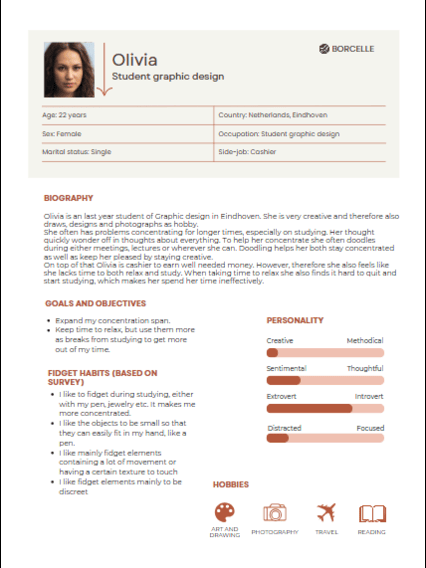 BORCELLE
Olivia
Student graphic design
Age: 22 years
Country: Netherlands, Eindhoven
Sex: Female
Occupation: Student graphic design
Marital status: Single
Side-job: Cashier
BIOGRAPHY
Olivia is an last year student of Graphic design in Eindhoven. She is very creative and therefore also
draws, designs and photographs as hobby.
She often has problems concentrating for longer times, especially on studying. Her thought
quickly wonder off in thoughts about everything. To help her concentrate she often doodles
during either meetings, lectures or wherever she can. Doodling helps her both stay concentrated
as well as keep her pleased by staying creative.
On top of that Olivia is cashier to earn well needed money. However, therefore she also feels like
she lacks time to both relax and study. When taking time to relax she also finds it hard to quit and
start studying, which makes her spend her time ineffectively.
GOALS AND OBJECTIVES
Expand my concentration span.
Keep time to relax, but use them more
as breaks from studying to get more
out of my time.
FIDGET HABITS (BASED ON
SURVEY)
I like to fidget during studying, either
with my pen, jewelry etc. It makes me
more concentrated.
I like the objects to be small so that
they can easily fit in my hand, like a
pen.
I like mainly fidget elements
containing a lot of movement or
having a certain texture to touch
I like fidget elements mainly to be
discreet
PERSONALITY
Creative Methodical
Sentimental Thoughtful
Extrovert Introvert
Distracted Focused
HOBBIES
ART AND
DRAWING
PHOTOGRAPHY
TRAVEL
READING